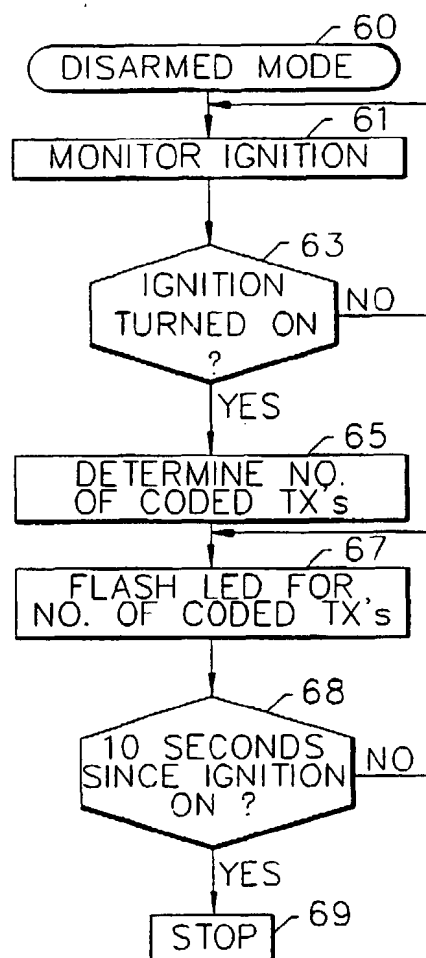 60
DISARMED MODE
61
MONITOR IGNITION
63
IGNITION
TURNED ON
?
NO
YES
65
DETERMINE NO.
OF CODED TX's
67
FLASH LED FOR
NO. OF CODED TX's
68
10 SECONDS
SINCE IGNITION
ON ?
NO
YES
69
STOP